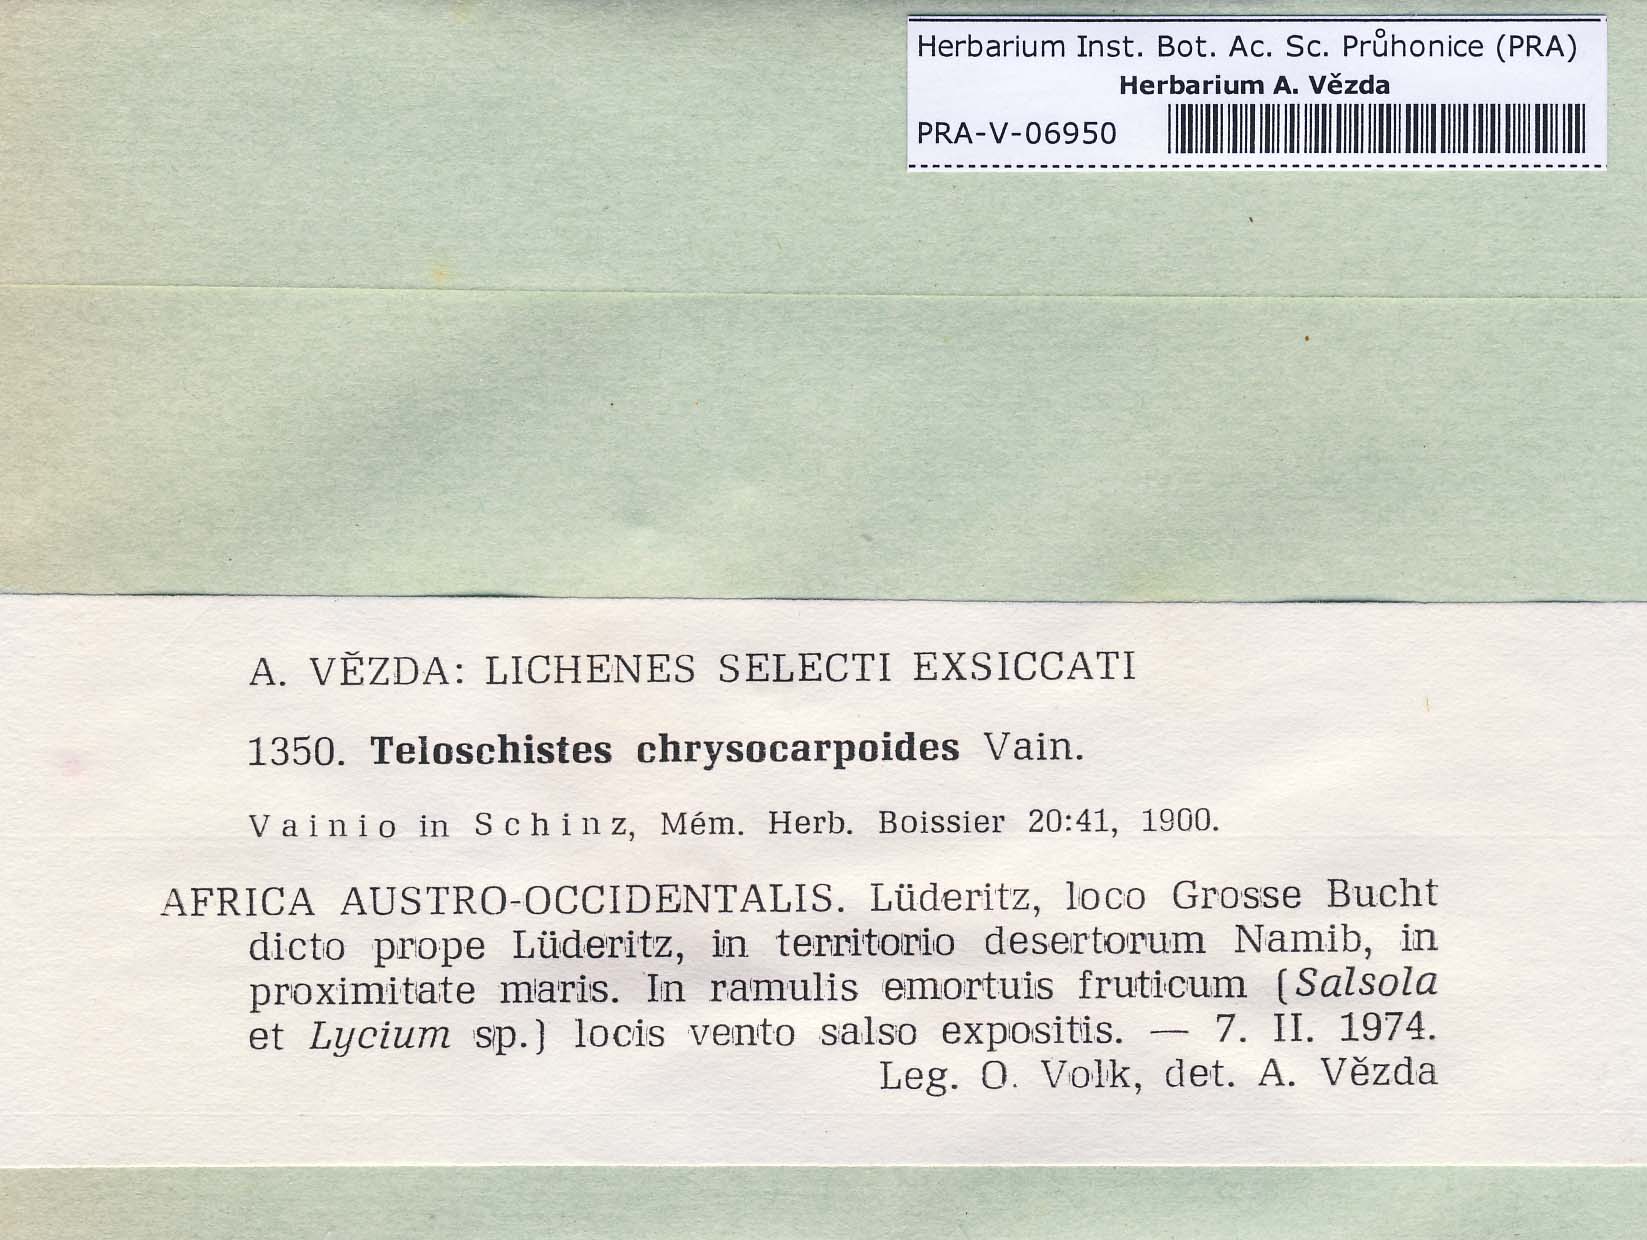 Herbarium Inst. Bot. Ac. Sc. Průhonice (PRA)
Herbarium A. Vězda
PRA-V-06950
A. VĚZDA: LICHENES SELECTI EXSICCATI
1350. Teloschistes chrysocarpoides Vain.
Vainio in Schinz, Mém. Herb. Boissier 20:41, 1900.
AFRICA AUSTRO-OCCIDENTALIS. Lüderitz, loco Grosse Bucht
dicto prope Lüderitz, in territorio desertorum Namib, in
proximitate maris. In ramulis emortuis fruticum (Salsola
et Lycium sp.) locis vento salso expositis. — 7. II. 1974.
Leg. O. Volk, det. A. Vězda